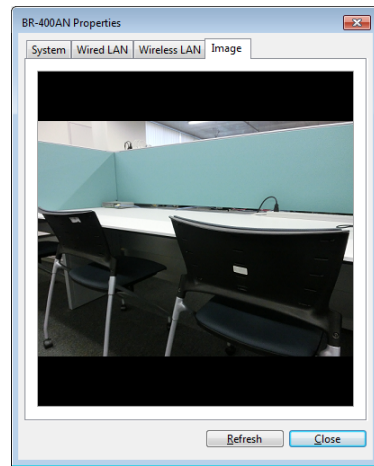 BR-400AN Properties
System Wired LAN Wireless LAN Image
Refresh Close